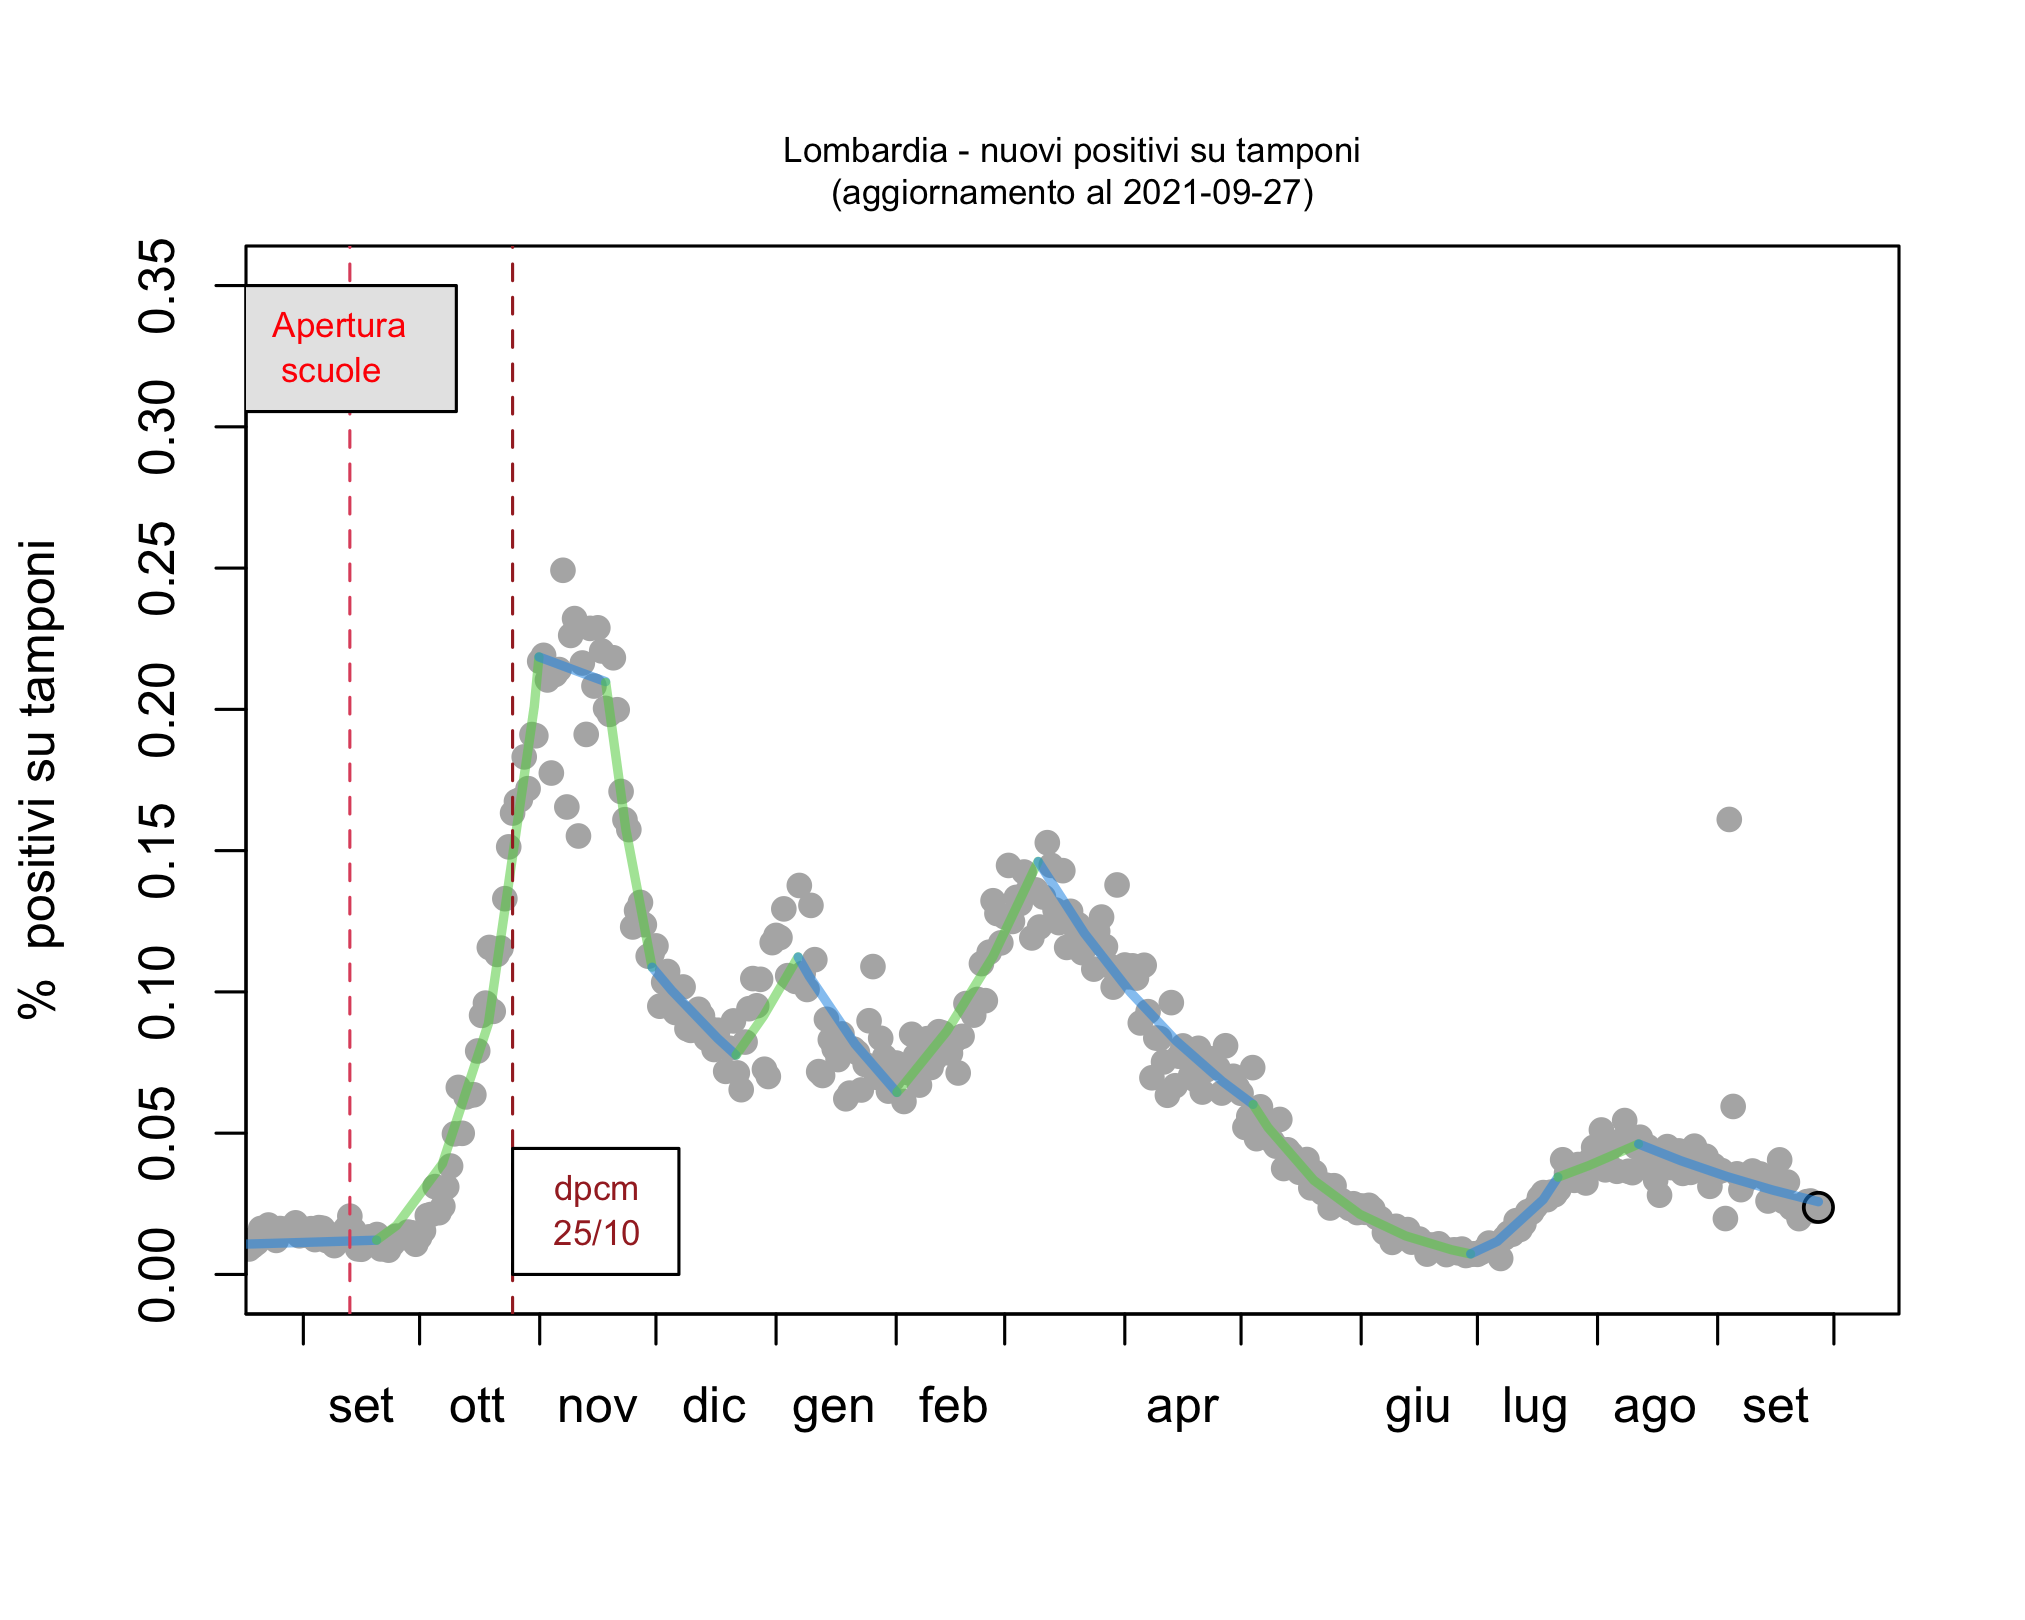 Lombardia - nuovi positivi su tamponi
(aggiornamento al 2021-09-27)
% positivi su tamponi
0.35
0.30
0.25
0.20
0.15
0.10
0.05
0.00
Apertura
scuole
dpcm
25/10
set ott nov dic gen feb apr giu lug ago set